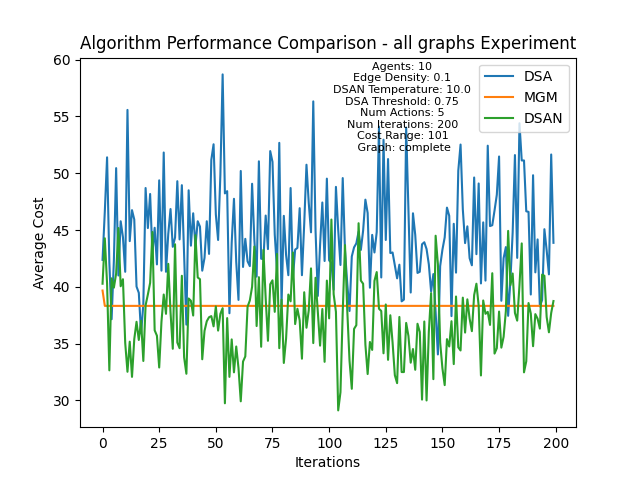 Algorithm Performance Comparison - all graphs Experiment
Agents: 10
Edge Density: 0.1
DSAN Temperature: 10.0
DSA Threshold: 0.75
Num Actions: 5
Num Iterations: 200
Cost Range: 101
Graph: complete
DSA
MGM
DSAN
60
55
50
45
40
35
30
Average Cost
0 25 50 75 100 125 150 175 200
Iterations